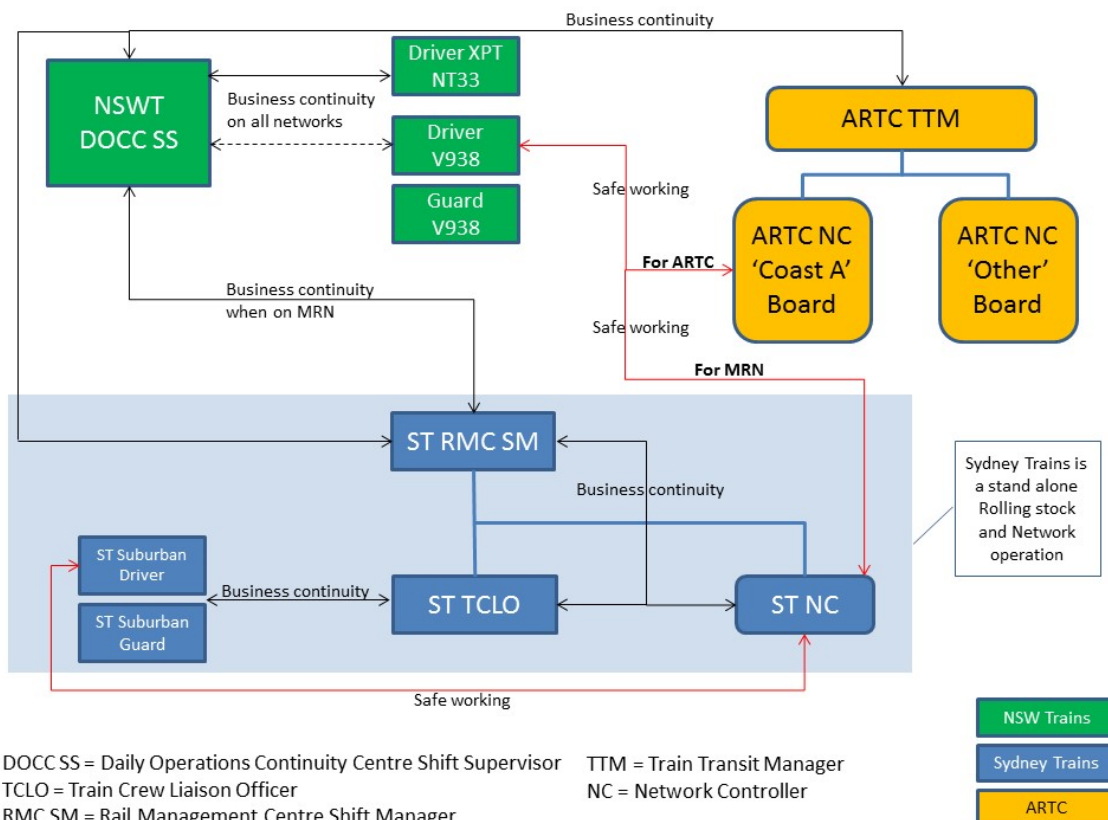 Business continuity
NSWT
DOCC SS
Driver XPT
NT33
Business continuity
on all networks
Driver
V938
Guard
V938
ARTC TTM
Safe working
ARTC NC
‘Coast A’
Board
ARTC NC
‘Other’
Board
For ARTC
Business continuity
when on MRN
Safe working
For MRN
ST RMC SM
Business continuity
Sydney Trains is
a stand alone
Rolling stock
and Network
operation
ST Suburban
Driver
Business continuity
ST TCLO
ST NC
ST Suburban
Guard
Safe working
NSW Trains
Sydney Trains
ARTC
DOCC SS = Daily Operations Continuity Centre Shift Supervisor
TCLO = Train Crew Liaison Officer
RMC SM = Rail Management Centre Shift Manager
TTM = Train Transit Manager
NC = Network Controller